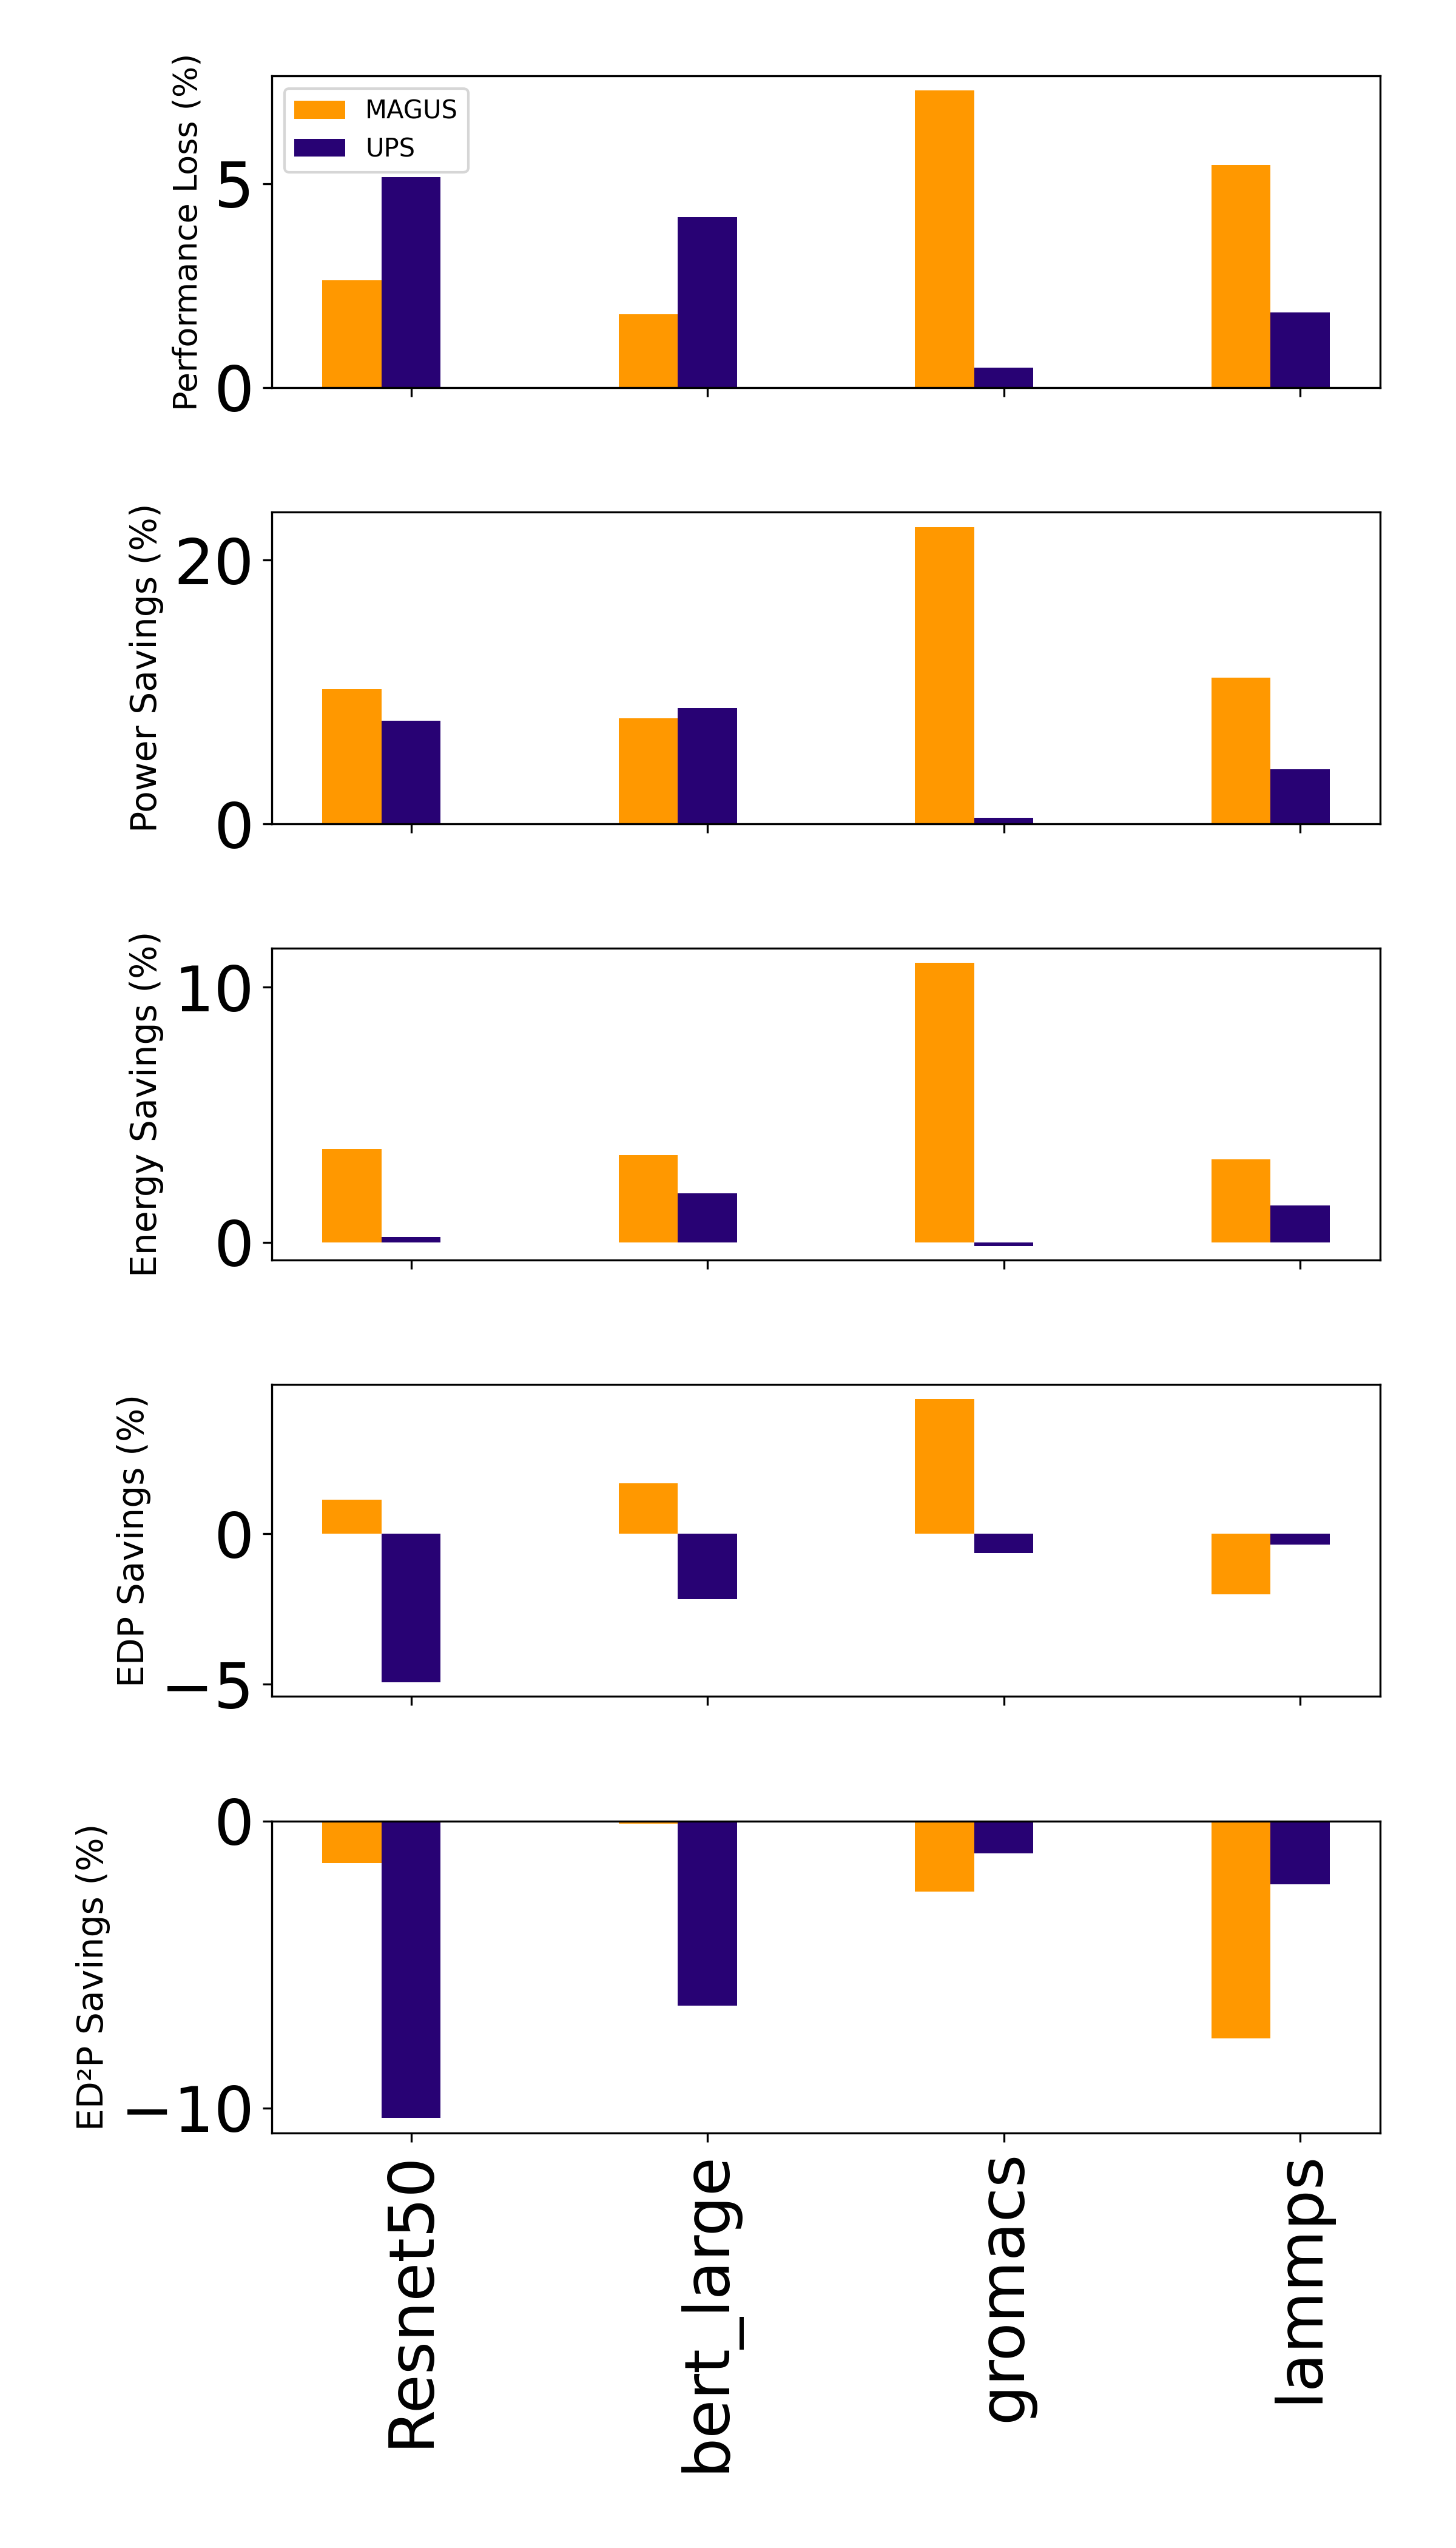 Performance Loss (%)
MAGUS
UPS
5
0
Power Savings (%)
20
0
Energy Savings (%)
10
0
EDP Savings (%)
0
−5
ED²P Savings (%)
0
−10
Resnet50
bert_large
gromacs
lammps